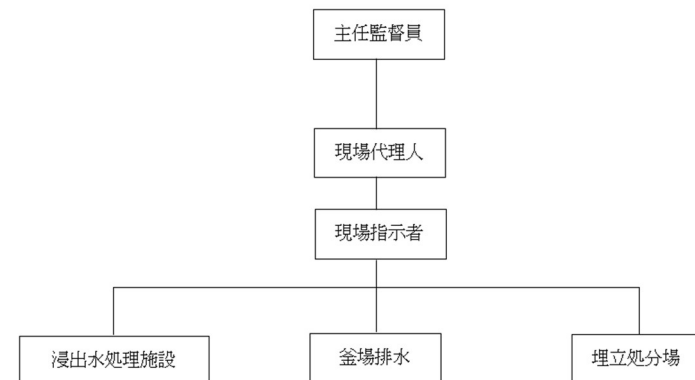 主任監督員
現場代理人
現場指示者
浸出水処理施設
釜場排水
埋立処分場